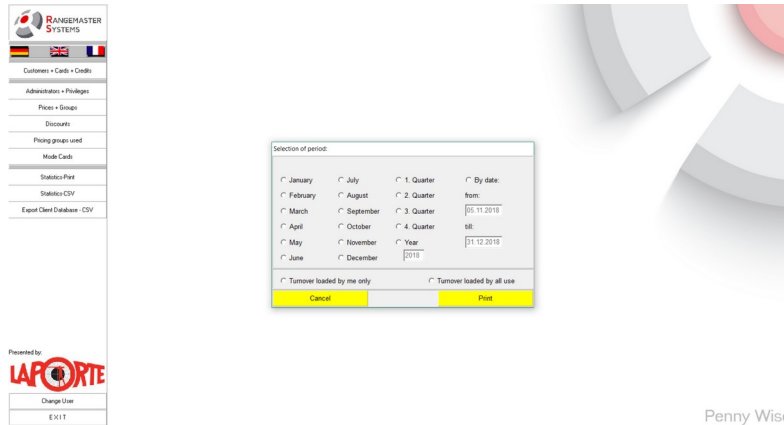 RANGEMASTER
SYSTEMS
Customers + Cards + Credits
Administrators + Privileges
Prices + Groups
Discounts
Pricing groups used
Mode Cards
Statistics-Print
Statistics-CSV
Export Client Database - CSV
Presented by:
LAPORTE
Change User
EXIT
Selection of period:
January July 1. Quarter By date:
February August 2. Quarter from:
March September 3. Quarter 05.11.2018
April October 4. Quarter till:
May November Year 31.12.2018
June December 2018
Turnover loaded by me only Turnover loaded by all use
Cancel Print
Penny Wise